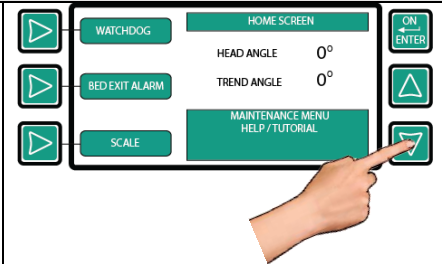 WATCHDOG
BED EXIT ALARM
SCALE
HOME SCREEN
HEAD ANGLE 0°
TREND ANGLE 0°
MAINTENANCE MENU
HELP / TUTORIAL
ON
ENTER